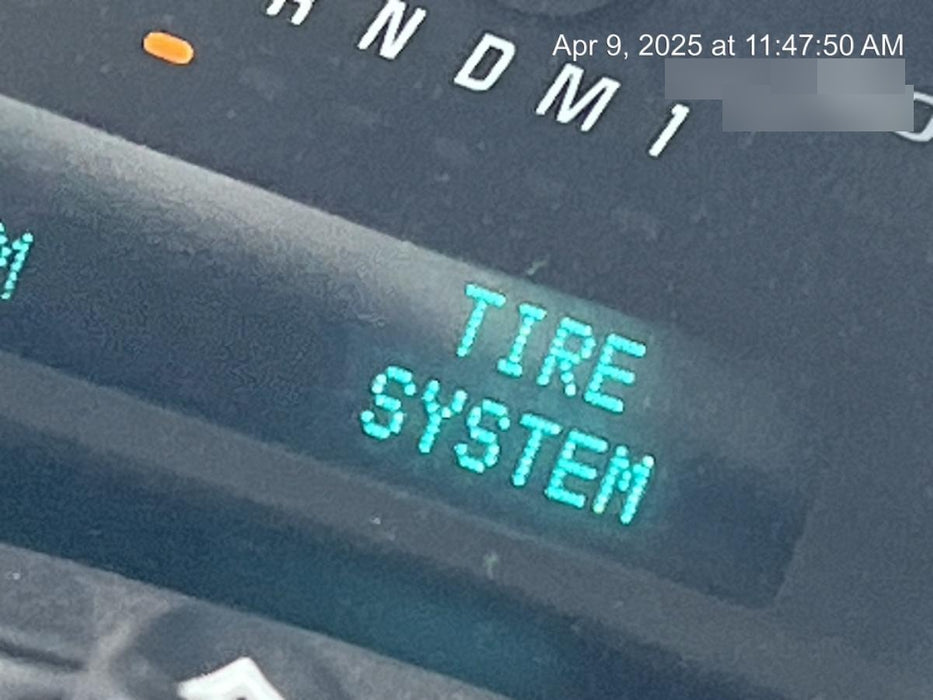 Apr 9, 2025 at 11:47:50 AM
N D M 1
M
TIRE
SYSTEM